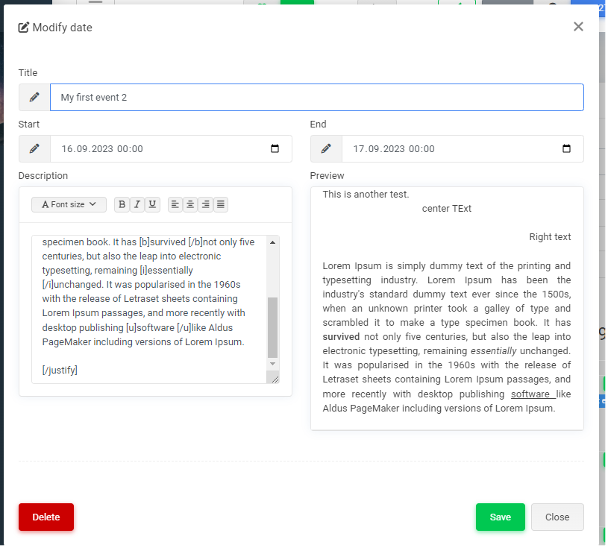 Modify date
Title
My first event 2
Start
End
16.09.2023 00:00
17.09.2023 00:00
Description
Preview
A Font size
B I U
specimen book. It has [b]survived [/b]not only five
centuries, but also the leap into electronic
typesetting, remaining [i]essentially
[/i]unchanged. It was popularised in the 1960s
with the release of Letraset sheets containing
Lorem Ipsum passages, and more recently with
desktop publishing [u]software [/u]like Aldus
PageMaker including versions of Lorem Ipsum.
[/justify]
This is another test.
center TExt
Right text
Lorem Ipsum is simply dummy text of the printing and
typesetting industry. Lorem Ipsum has been the
industry's standard dummy text ever since the 1500s,
when an unknown printer took a galley of type and
scrambled it to make a type specimen book. It has
survived not only five centuries, but also the leap into
electronic typesetting, remaining essentially unchanged.
It was popularised in the 1960s with the release of
Letraset sheets containing Lorem Ipsum passages, and
more recently with desktop publishing software like
Aldus PageMaker including versions of Lorem Ipsum.
Delete
Save
Close